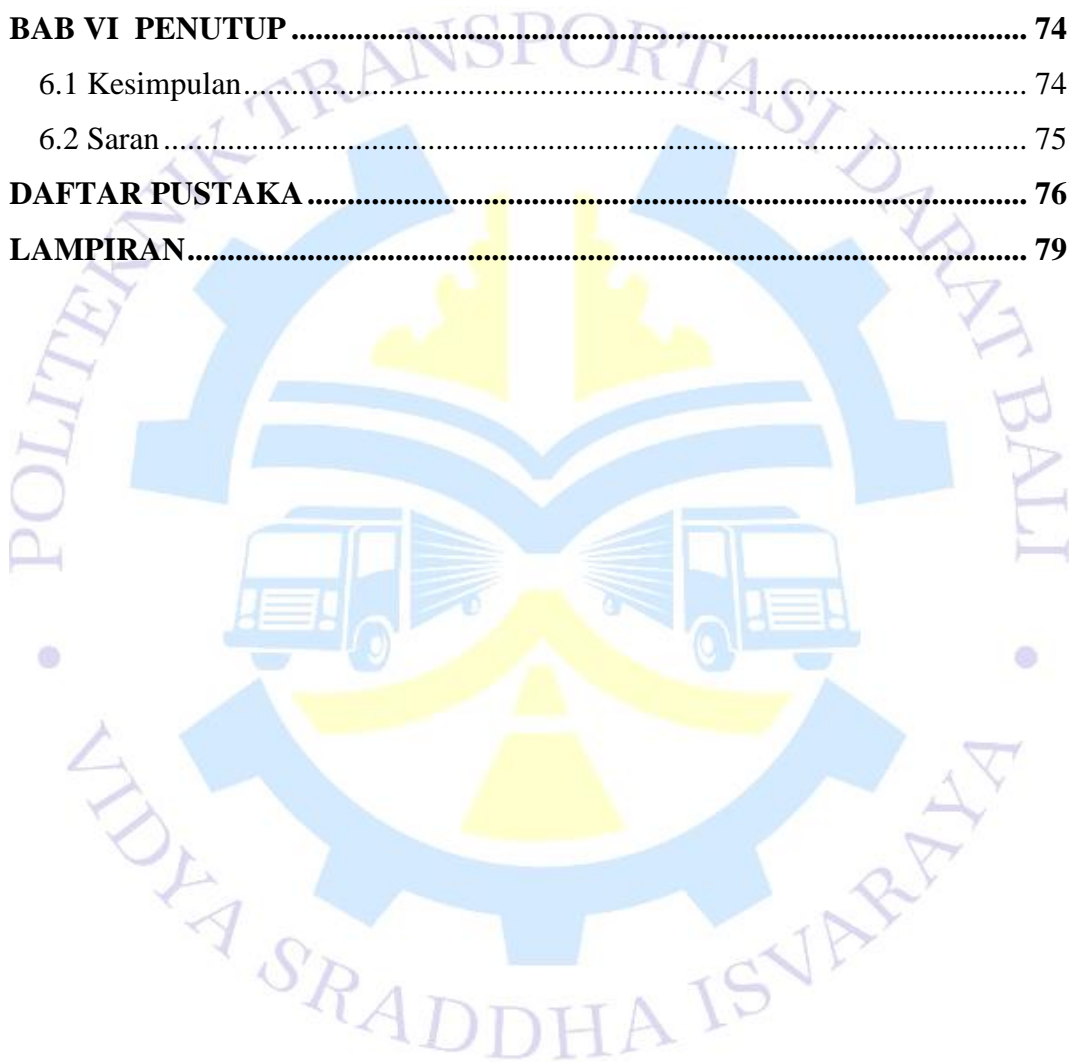 BAB VI  PENUTUP .......................................................................................... 74
6.1 Kesimpulan.................................................................................................. 74
6.2 Saran ............................................................................................................ 75
DAFTAR PUSTAKA ........................................................................................ 76
LAMPIRAN......................................................................................................... 79
POLITEKNIK TRANSPORTASI DARAT BALI
VIDYA SRADDHA ISVARAYA